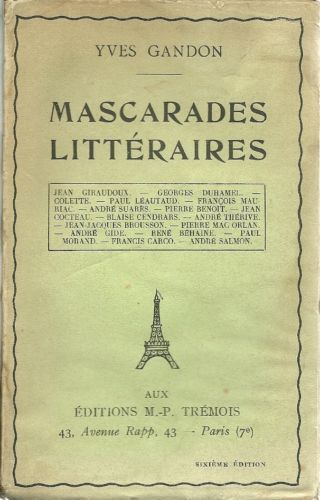 YVES GANDON
MASCARADES
LITTÉRAIRES
JEAN GIRAUDOUX. — GEORGES DUHAMEL. —
COLETTE. — PAUL LÉAUTAUD. — FRANÇOIS MAU-
RIAC. — ANDRÉ SUARÈS. — PIERRE BENOIT. — JEAN
COCTEAU. — BLAISE CENDRARS. — ANDRÉ THÉRIVE.
— JEAN-JACQUES BROUSSON. — PIERRE MAC ORLAN.
— ANDRÉ GIDE. — RENÉ BÉHAINE. — PAUL
MORAND. — FRANCIS CARCO. — ANDRÉ SALMON.
AUX
ÉDITIONS M.-P. TRÉMOIS
43, Avenue Rapp, 43 — Paris (7e)
SIXIÈME ÉDITION